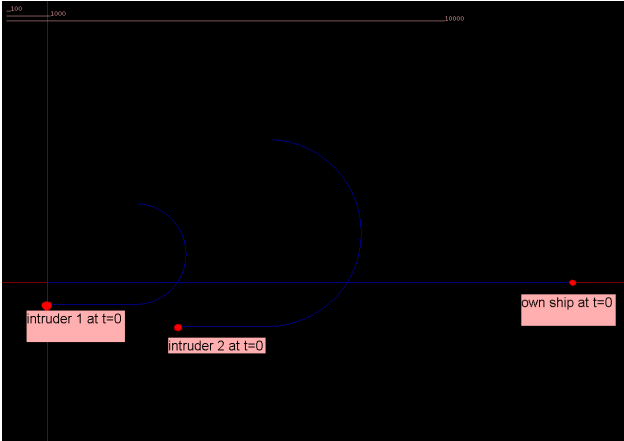 100
1000
10000
own ship at t=0
intruder 1 at t=0
intruder 2 at t=0